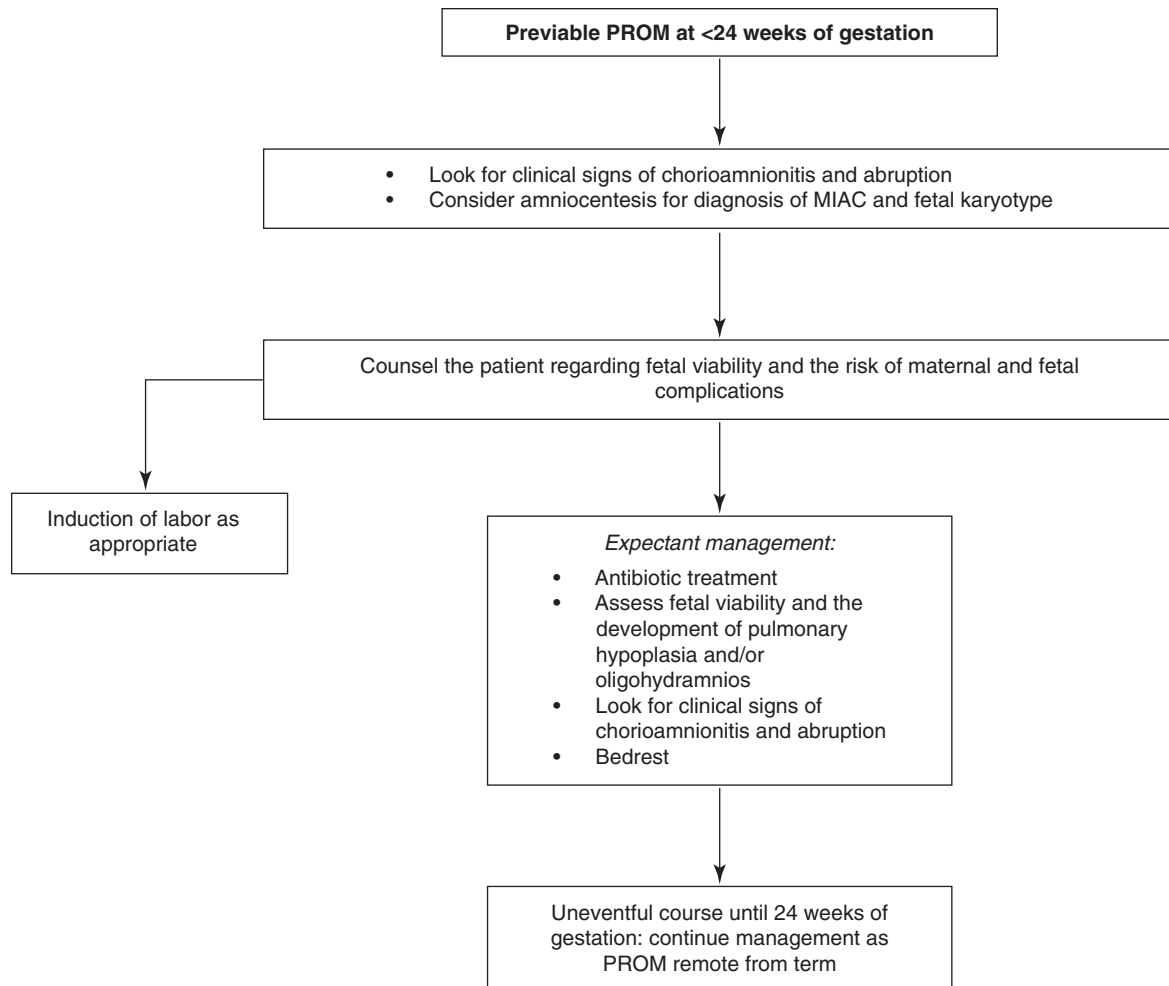 Previable PROM at <24 weeks of gestation
• Look for clinical signs of chorioamnionitis and abruption
• Consider amniocentesis for diagnosis of MIAC and fetal karyotype
Counsel the patient regarding fetal viability and the risk of maternal and fetal
complications
Induction of labor as
appropriate
Expectant management:
• Antibiotic treatment
• Assess fetal viability and the
development of pulmonary
hypoplasia and/or
oligohydramnios
• Look for clinical signs of
chorioamnionitis and abruption
• Bedrest
Uneventful course until 24 weeks of
gestation: continue management as
PROM remote from term